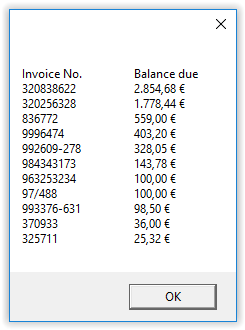 Invoice No. Balance due
320838622 2.854,68 €
320256328 1.778,44 €
836772 559,00 €
9996474 403,20 €
992609-278 328,05 €
984343173 143,78 €
963253234 100,00 €
97/488 100,00 €
993376-631 98,50 €
370933 36,00 €
325711 25,32 €
OK